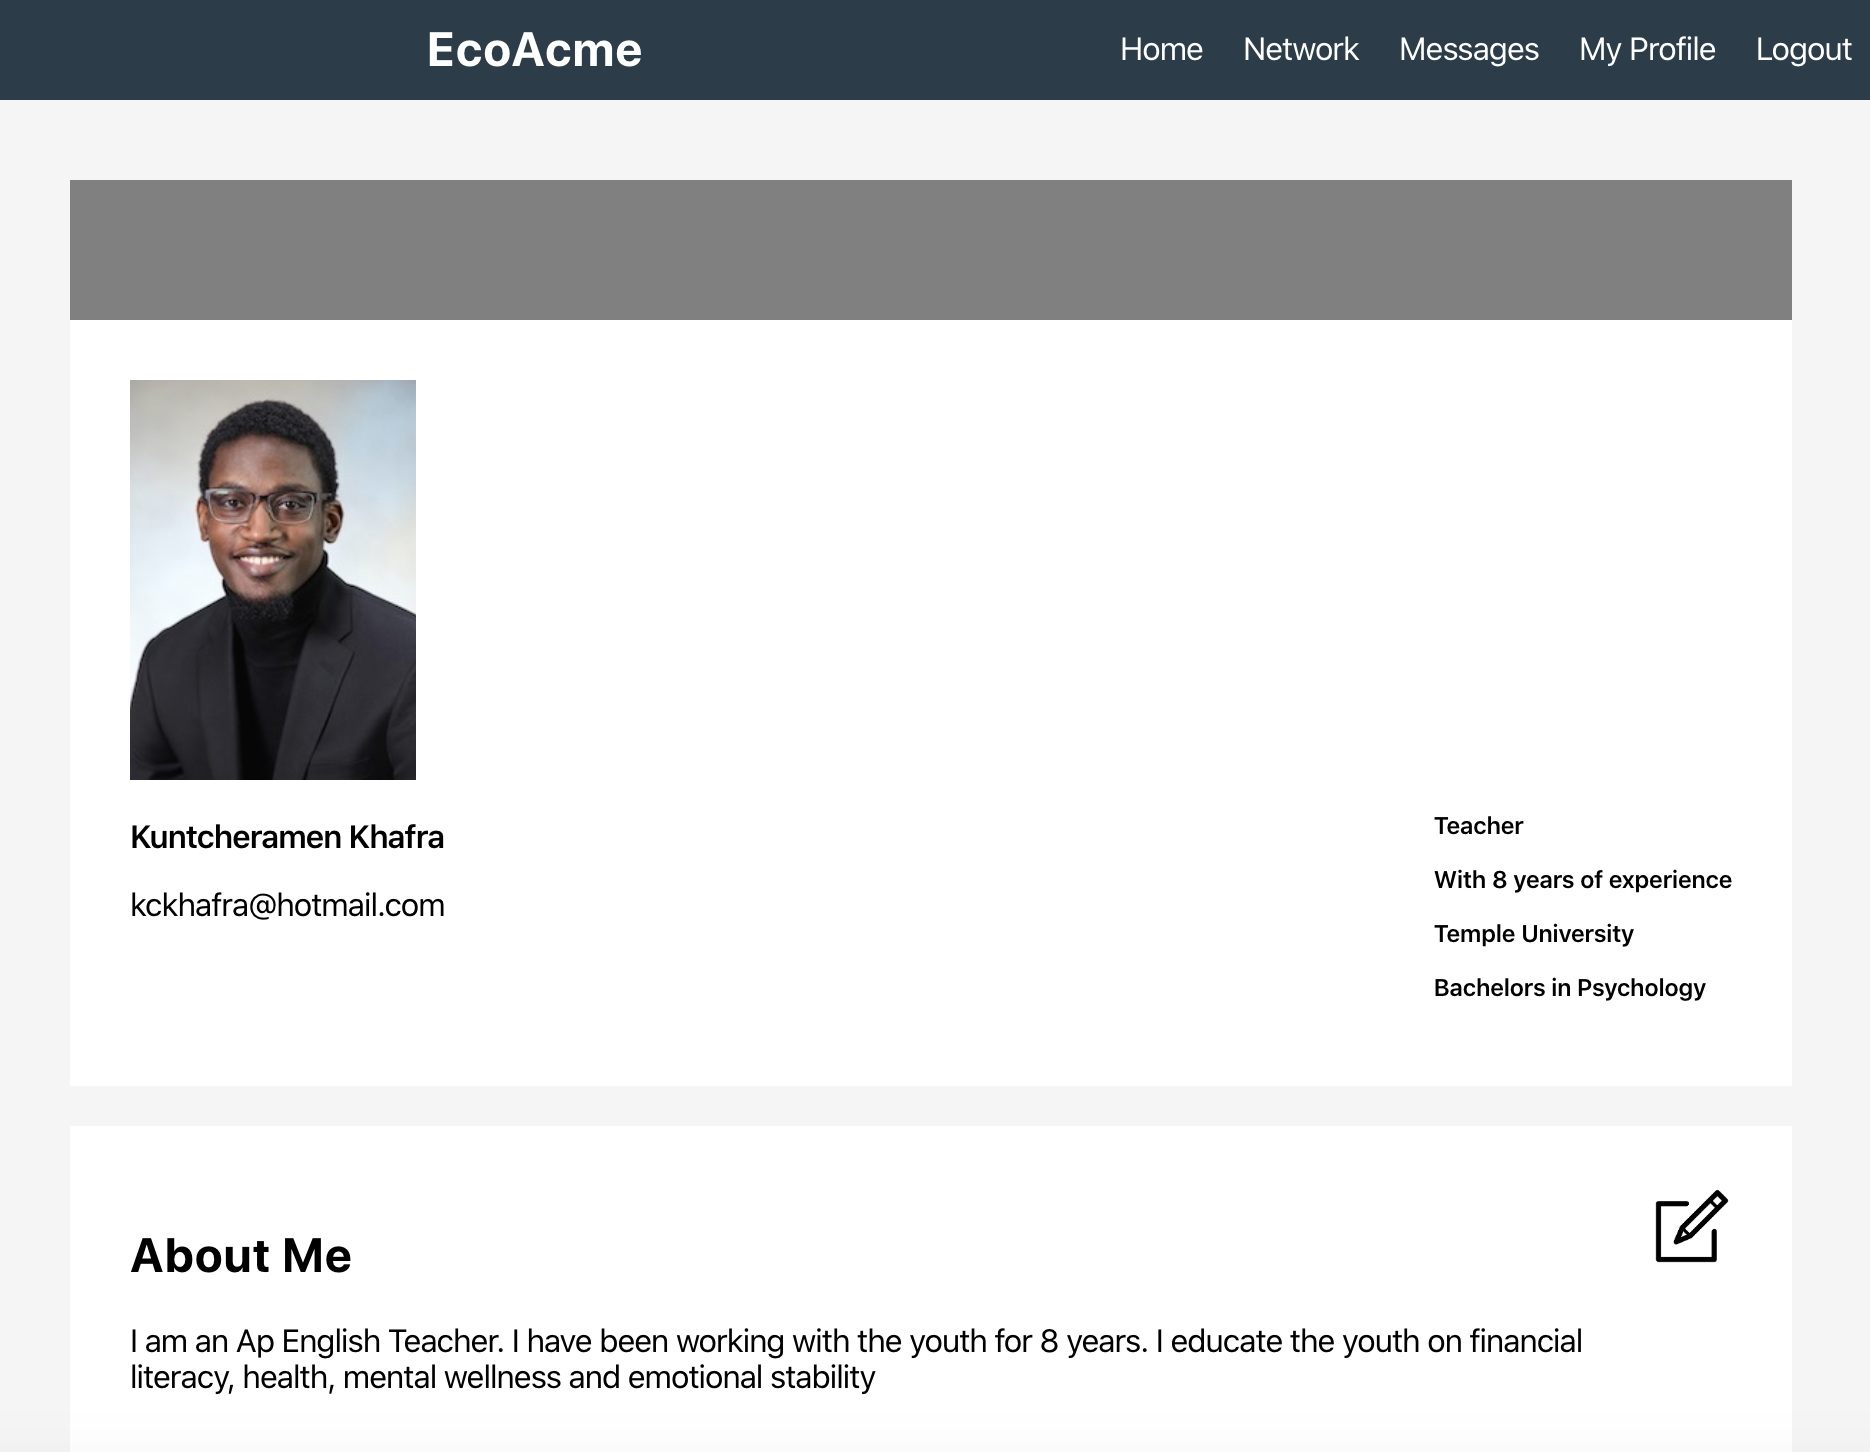 EcoAcme
Home Network Messages My Profile Logout
Kuntcheramen Khafra
kckhafra@hotmail.com
Teacher
With 8 years of experience
Temple University
Bachelors in Psychology
About Me
I am an Ap English Teacher. I have been working with the youth for 8 years. I educate the youth on financial
literacy, health, mental wellness and emotional stability